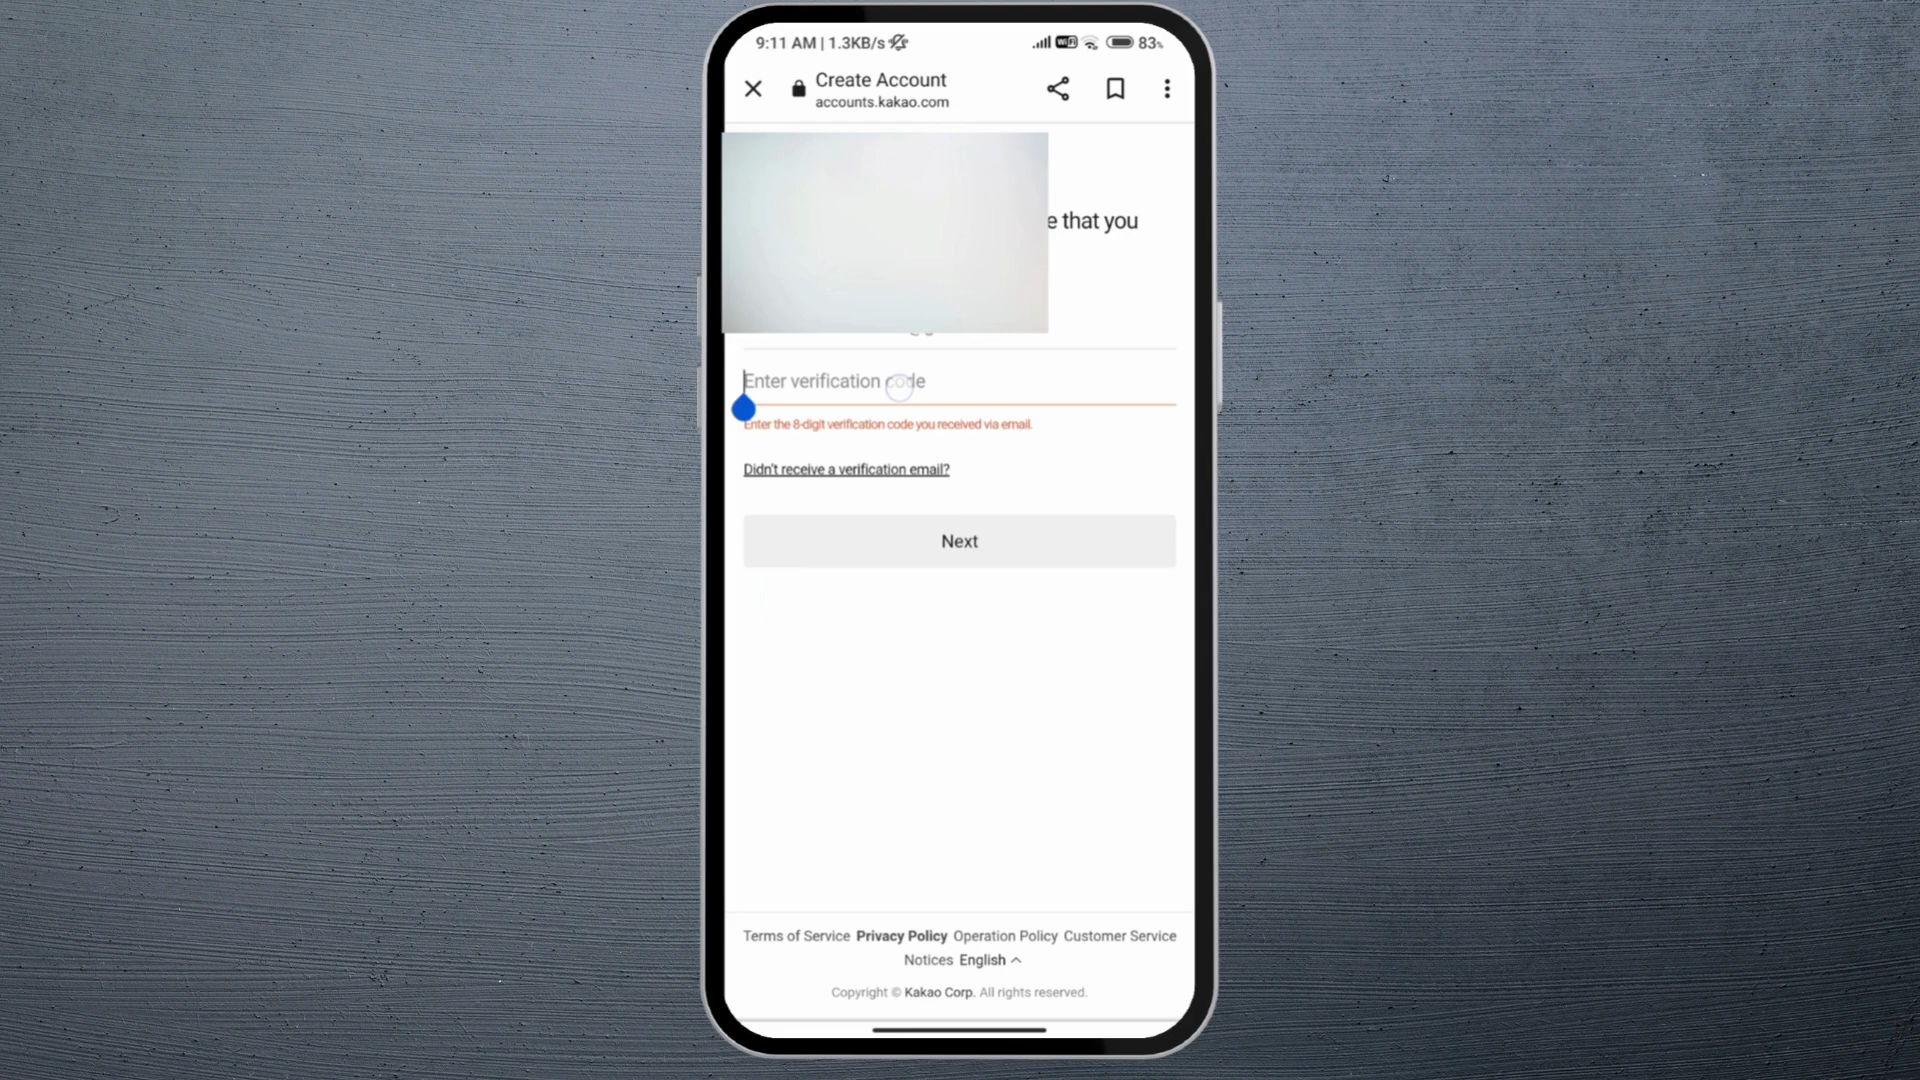 9:11 AM | 1.3KB/s
WiFi
83%
Create Account
accounts.kakao.com
e that you
Enter verification code
Enter the 8-digit verification code you received via email.
Didn't receive a verification email?
Next
Terms of Service Privacy Policy Operation Policy Customer Service
Notices English
Copyright © Kakao Corp. All rights reserved.